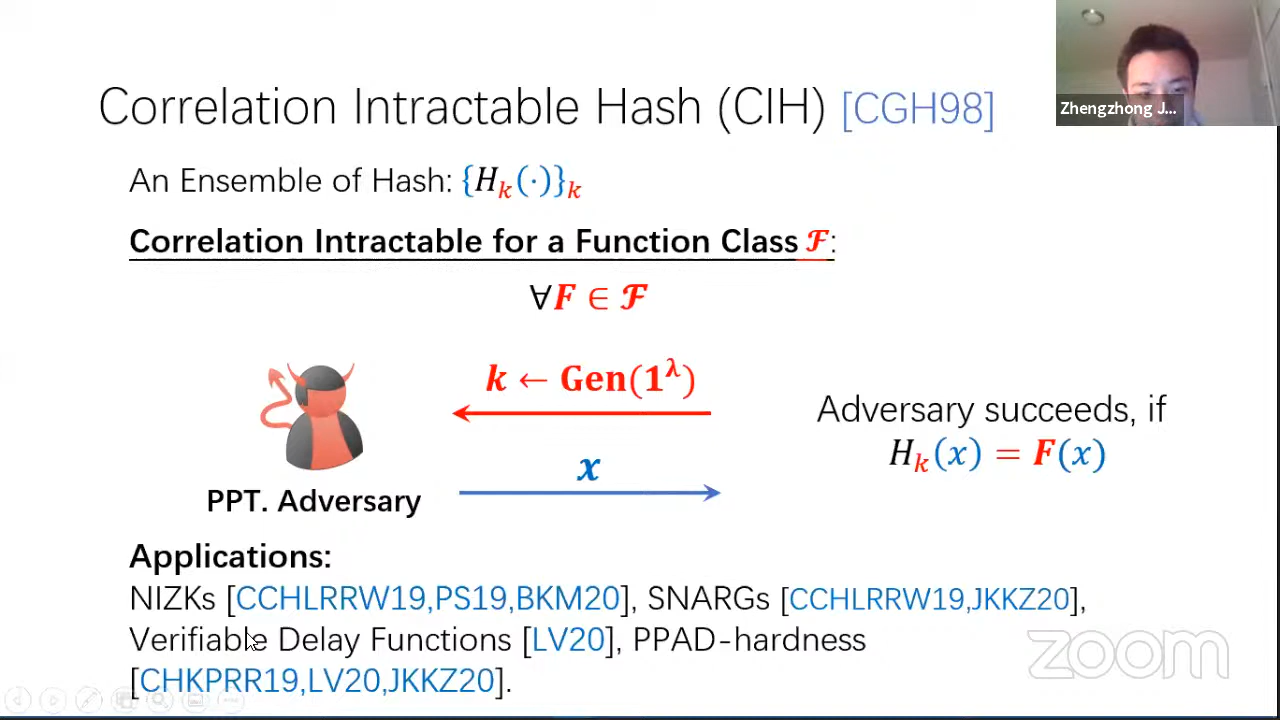 Correlation Intractable Hash (CIH) [CGH98]
Zhengzhong J...
An Ensemble of Hash: {H_k(·)}_k
Correlation Intractable for a Function Class ℱ:
∀F ∈ ℱ
k ← Gen(1^λ)
Adversary succeeds, if
H_k(x) = F(x)
x
PPT. Adversary
Applications:
NIZKs [CCHLRRW19,PS19,BKM20], SNARGs [CCHLRRW19,JKKZ20],
Verifiable Delay Functions [LV20], PPAD-hardness
[CHKPRR19,LV20,JKKZ20].
zoom